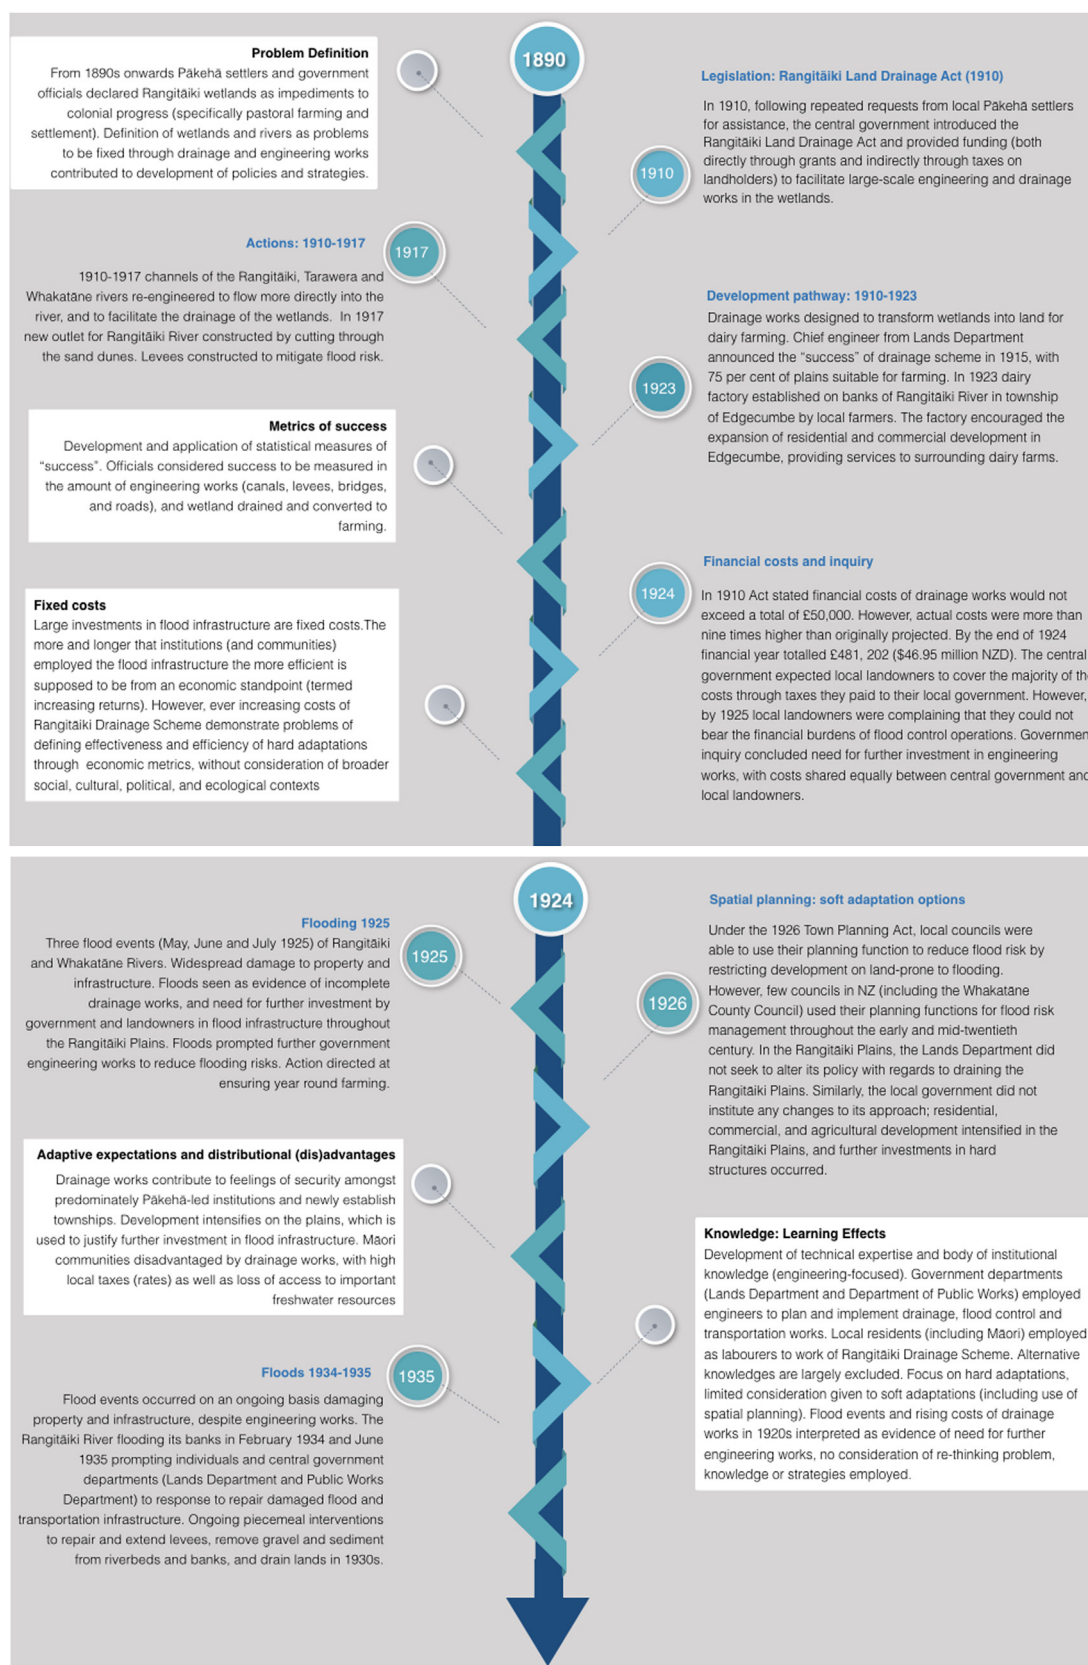 1890
Problem Definition
From 1890s onwards Pākehā settlers and government
officials declared Rangitāiki wetlands as impediments to
colonial progress (specifically pastoral farming and
settlement). Definition of wetlands and rivers as problems
to be fixed through drainage and engineering works
contributed to development of policies and strategies.
Legislation: Rangitāiki Land Drainage Act (1910)
In 1910, following repeated requests from local Pākehā settlers
for assistance, the central government introduced the
Rangitāiki Land Drainage Act and provided funding (both
directly through grants and indirectly through taxes on
landholders) to facilitate large-scale engineering and drainage
works in the wetlands.
1910
Actions: 1910-1917
1917
1910-1917 channels of the Rangitāiki, Tarawera and
Whakatāne rivers re-engineered to flow more directly into the
river, and to facilitate the drainage of the wetlands. In 1917
new outlet for Rangitāiki River constructed by cutting through
the sand dunes. Levees constructed to mitigate flood risk.
Development pathway: 1910-1923
Drainage works designed to transform wetlands into land for
dairy farming. Chief engineer from Lands Department
announced the “success” of drainage scheme in 1915, with
75 per cent of plains suitable for farming. In 1923 dairy
factory established on banks of Rangitāiki River in township
of Edgecumbe by local farmers. The factory encouraged the
expansion of residential and commercial development in
Edgecumbe, providing services to surrounding dairy farms.
1923
Metrics of success
Development and application of statistical measures of
“success”. Officials considered success to be measured in
the amount of engineering works (canals, levees, bridges,
and roads), and wetland drained and converted to
farming.
Financial costs and inquiry
1924
In 1910 Act stated financial costs of drainage works would not
exceed a total of £50,000. However, actual costs were more than
nine times higher than originally projected. By the end of 1924
financial year totalled £481, 202 ($46.95 million NZD). The central
government expected local landowners to cover the majority of the
costs through taxes they paid to their local government. However,
by 1925 local landowners were complaining that they could not
bear the financial burdens of flood control operations. Governmen
inquiry concluded need for further investment in engineering
works, with costs shared equally between central government and
local landowners.
Fixed costs
Large investments in flood infrastructure are fixed costs.The
more and longer that institutions (and communities)
employed the flood infrastructure the more efficient is
supposed to be from an economic standpoint (termed
increasing returns). However, ever increasing costs of
Rangitāiki Drainage Scheme demonstrate problems of
defining effectiveness and efficiency of hard adaptations
through economic metrics, without consideration of broader
social, cultural, political, and ecological contexts
1924
Flooding 1925
1925
Three flood events (May, June and July 1925) of Rangitāiki
and Whakatāne Rivers. Widespread damage to property and
infrastructure. Floods seen as evidence of incomplete
drainage works, and need for further investment by
government and landowners in flood infrastructure throughout
the Rangitāiki Plains. Floods prompted further government
engineering works to reduce flooding risks. Action directed at
ensuring year round farming.
Spatial planning: soft adaptation options
1926
Under the 1926 Town Planning Act, local councils were
able to use their planning function to reduce flood risk by
restricting development on land-prone to flooding.
However, few councils in NZ (including the Whakatāne
County Council) used their planning functions for flood risk
management throughout the early and mid-twentieth
century. In the Rangitāiki Plains, the Lands Department did
not seek to alter its policy with regards to draining the
Rangitāiki Plains. Similarly, the local government did not
institute any changes to its approach; residential,
commercial, and agricultural development intensified in the
Rangitāiki Plains, and further investments in hard
structures occurred.
Adaptive expectations and distributional (dis)advantages
Drainage works contribute to feelings of security amongst
predominately Pākehā-led institutions and newly establish
townships. Development intensifies on the plains, which is
used to justify further investment in flood infrastructure. Māori
communities disadvantaged by drainage works, with high
local taxes (rates) as well as loss of access to important
freshwater resources
Knowledge: Learning Effects
Development of technical expertise and body of institutional
knowledge (engineering-focused). Government departments
(Lands Department and Department of Public Works) employed
engineers to plan and implement drainage, flood control and
transportation works. Local residents (including Māori) employed
as labourers to work of Rangitāiki Drainage Scheme. Alternative
knowledges are largely excluded. Focus on hard adaptations,
limited consideration given to soft adaptations (including use of
spatial planning). Flood events and rising costs of drainage
works in 1920s interpreted as evidence of need for further
engineering works, no consideration of re-thinking problem,
knowledge or strategies employed.
Floods 1934-1935
1935
Flood events occurred on an ongoing basis damaging
property and infrastructure, despite engineering works. The
Rangitāiki River flooding its banks in February 1934 and June
1935 prompting individuals and central government
departments (Lands Department and Public Works
Department) to response to repair damaged flood and
transportation infrastructure. Ongoing piecemeal interventions
to repair and extend levees, remove gravel and sediment
from riverbeds and banks, and drain lands in 1930s.